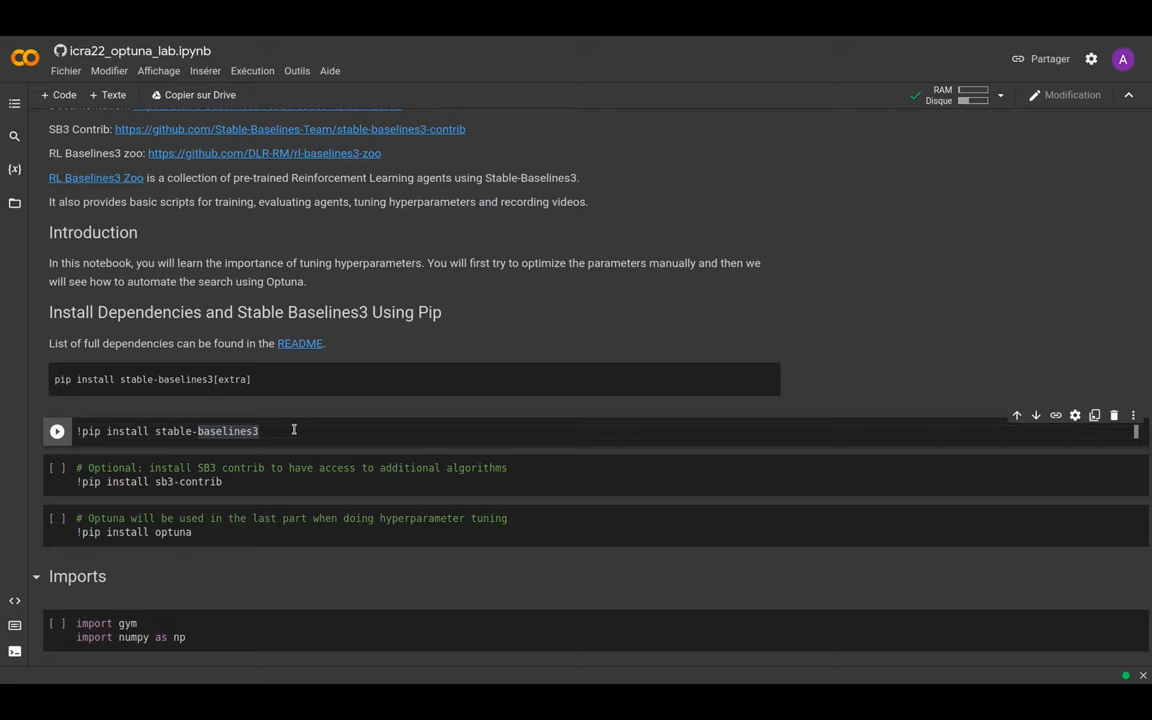 icra22_optuna_lab.ipynb
Fichier Modifier Affichage Insérer Exécution Outils Aide
Partager
A
+ Code + Texte Copier sur Drive
RAM
Disque
Modification
SB3 Contrib: https://github.com/Stable-Baselines-Team/stable-baselines3-contrib
RL Baselines3 zoo: https://github.com/DLR-RM/rl-baselines3-zoo
RL Baselines3 Zoo is a collection of pre-trained Reinforcement Learning agents using Stable-Baselines3.
It also provides basic scripts for training, evaluating agents, tuning hyperparameters and recording videos.
Introduction
In this notebook, you will learn the importance of tuning hyperparameters. You will first try to optimize the parameters manually and then we
will see how to automate the search using Optuna.
Install Dependencies and Stable Baselines3 Using Pip
List of full dependencies can be found in the README.
pip install stable-baselines3[extra]
!pip install stable-baselines3
[ ] # Optional: install SB3 contrib to have access to additional algorithms
!pip install sb3-contrib
[ ] # Optuna will be used in the last part when doing hyperparameter tuning
!pip install optuna
Imports
[ ] import gym
import numpy as np